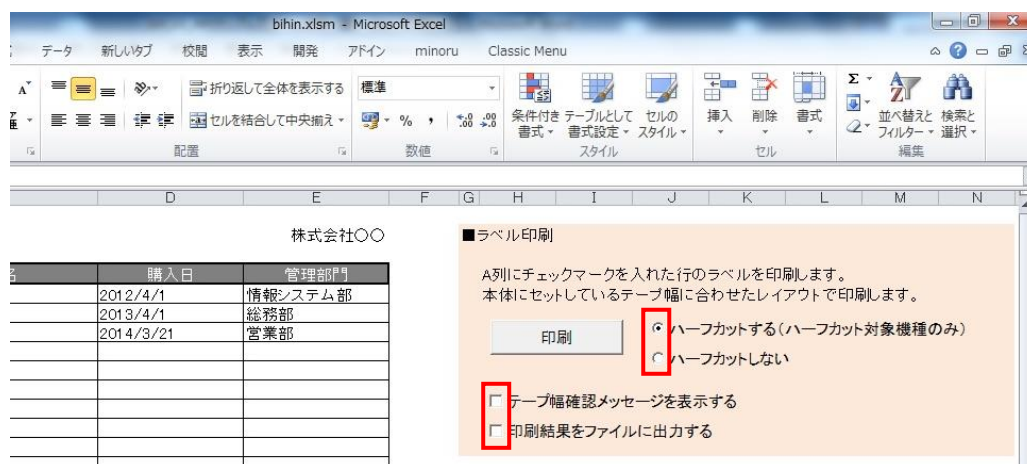 bihin.xlsm - Microsoft Excel
データ 新しいタブ 校閲 表示 開発 アドイン minoru Classic Menu
折り返して全体を表示する 標準
セルを結合して中央揃え % , .0 .00 .00 .0
条件付き書式 テーブルとして書式設定 セルのスタイル 挿入 削除 書式 並べ替えとフィルター 検索と選択
配置 数値 スタイル セル 編集
D E F G H I J K L M N
株式会社〇〇 ■ラベル印刷
購入日 管理部門
A列にチェックマークを入れた行のラベルを印刷します。
2012/4/1 情報システム部
本体にセットしているテープ幅に合わせたレイアウトで印刷します。
2013/4/1 総務部
2014/3/21 営業部
印刷 ハーフカットする(ハーフカット対象機種のみ)
ハーフカットしない
テープ幅確認メッセージを表示する
印刷結果をファイルに出力する